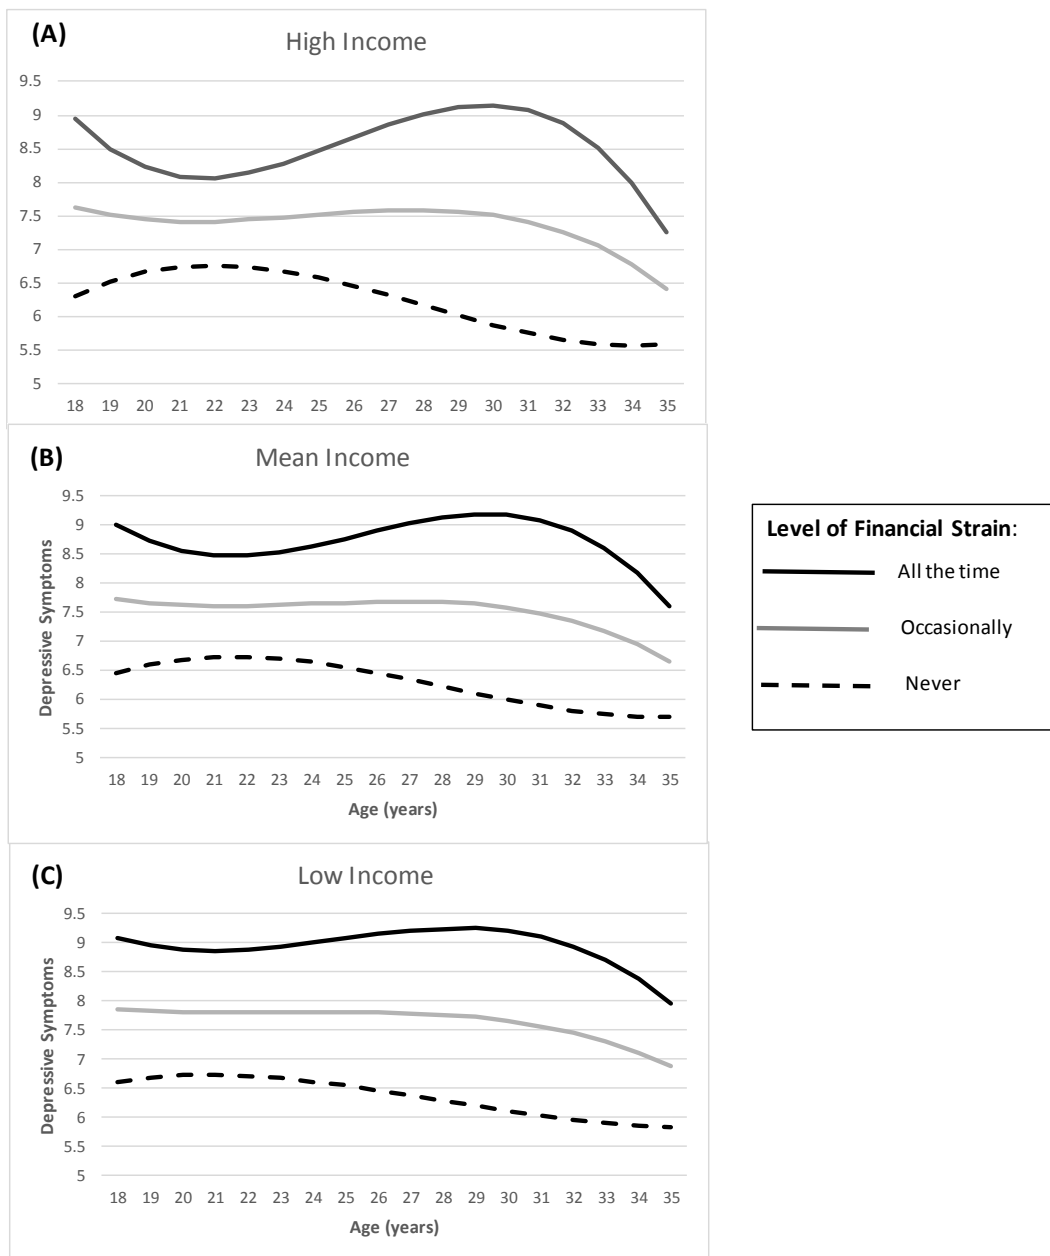 (A)
High Income
9.5
9
8.5
8
7.5
7
6.5
6
5.5
5
18 19 20 21 22 23 24 25 26 27 28 29 30 31 32 33 34 35
(B)
Mean Income
Depressive Symptoms
9.5
9
8.5
8
7.5
7
6.5
6
5.5
5
18 19 20 21 22 23 24 25 26 27 28 29 30 31 32 33 34 35
Age (years)
Level of Financial Strain:
All the time
Occasionally
Never
(C)
Low Income
Depressive Symptoms
9.5
9
8.5
8
7.5
7
6.5
6
5.5
5
18 19 20 21 22 23 24 25 26 27 28 29 30 31 32 33 34 35
Age (years)